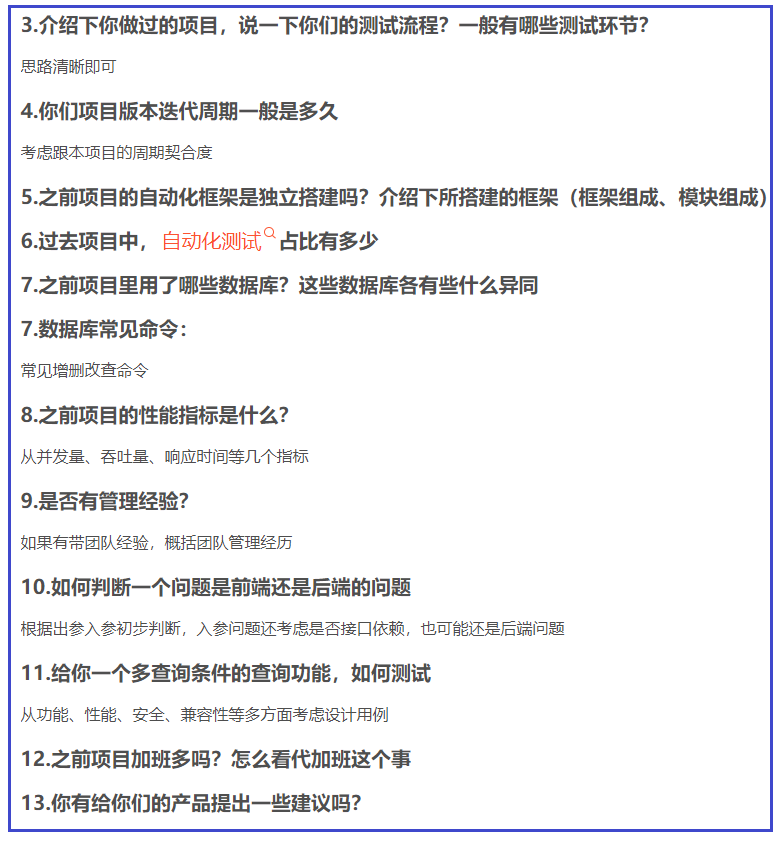 3.介绍下你做过的项目，说一下你们的测试流程？一般有哪些测试环节？
思路清晰即可
4.你们项目版本迭代周期一般是多久
考虑跟本项目的周期契合度
5.之前项目的自动化框架是独立搭建吗？介绍下所搭建的框架（框架组成、模块组成）
6.过去项目中，自动化测试占比有多少
7.之前项目里用了哪些数据库？这些数据库各有些什么异同
7.数据库常见命令：
常见增删改查命令
8.之前项目的性能指标是什么？
从并发量、吞吐量、响应时间等几个指标
9.是否有管理经验？
如果有带团队经验，概括团队管理经历
10.如何判断一个问题是前端还是后端的问题
根据出参入参初步判断，入参问题还考虑是否接口依赖，也可能还是后端问题
11.给你一个多查询条件的查询功能，如何测试
从功能、性能、安全、兼容性等多方面考虑设计用例
12.之前项目加班多吗？怎么看代加班这个事
13.你有给你们的产品提出一些建议吗？